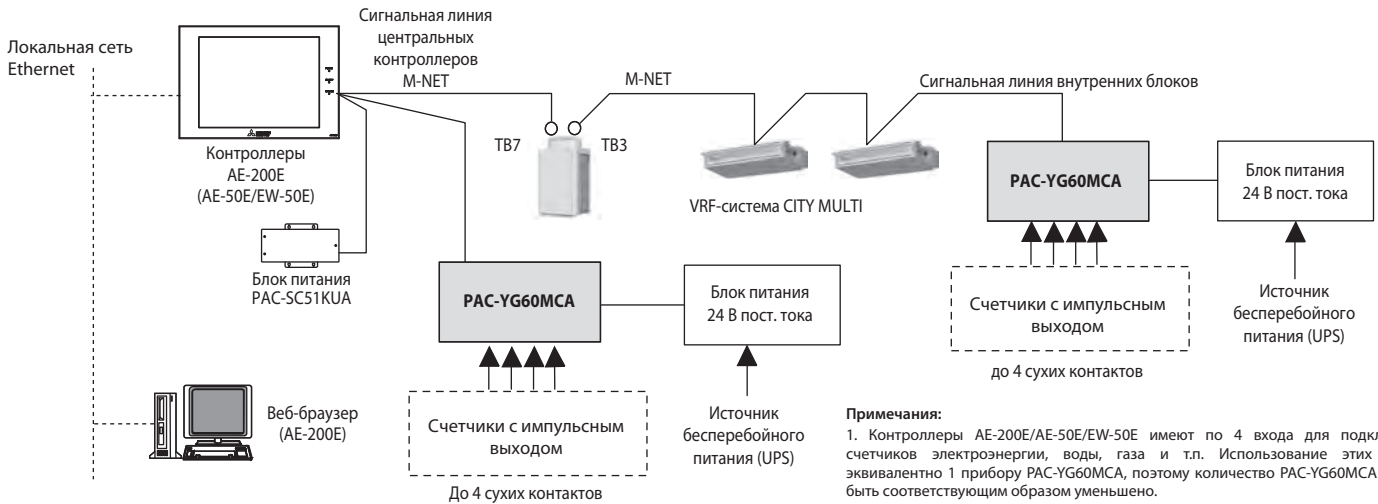 Локальная сеть
Ethernet
Сигнальная линия
центральных
контроллеров
M-NET
M-NET
Сигнальная линия внутренних блоков
TB7
TB3
Контроллеры
AE-200E
(AE-50E/EW-50E)
VRF-система CITY MULTI
PAC-YG60MCA
Блок питания
24 В пост. тока
Блок питания
PAC-SC51KUA
PAC-YG60MCA
Блок питания
24 В пост. тока
Счетчики с импульсным
выходом
Источник
бесперебойного
питания (UPS)
до 4 сухих контактов
Веб-браузер
(AE-200E)
Счетчики с импульсным
выходом
Источник
бесперебойного
питания (UPS)
До 4 сухих контактов
Примечания:
1. Контроллеры AE-200E/AE-50E/EW-50E имеют по 4 входа для подкл
счетчиков электроэнергии, воды, газа и т.п. Использование этих
эквивалентно 1 прибору PAC-YG60MCA, поэтому количество PAC-YG60MCA
быть соответствующим образом уменьшено.